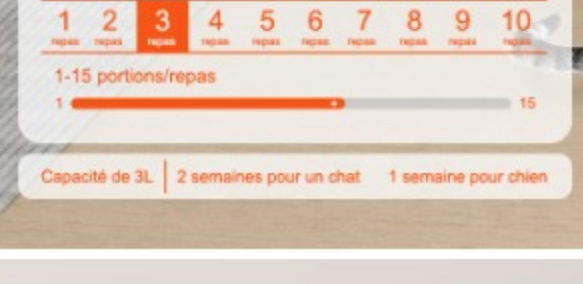 1 2 3 4 5 6 7 8 9 10
repas repas repas repas repas repas repas repas repas repas
1-15 portions/repas
1 15
Capacité de 3L 2 semaines pour un chat 1 semaine pour chien